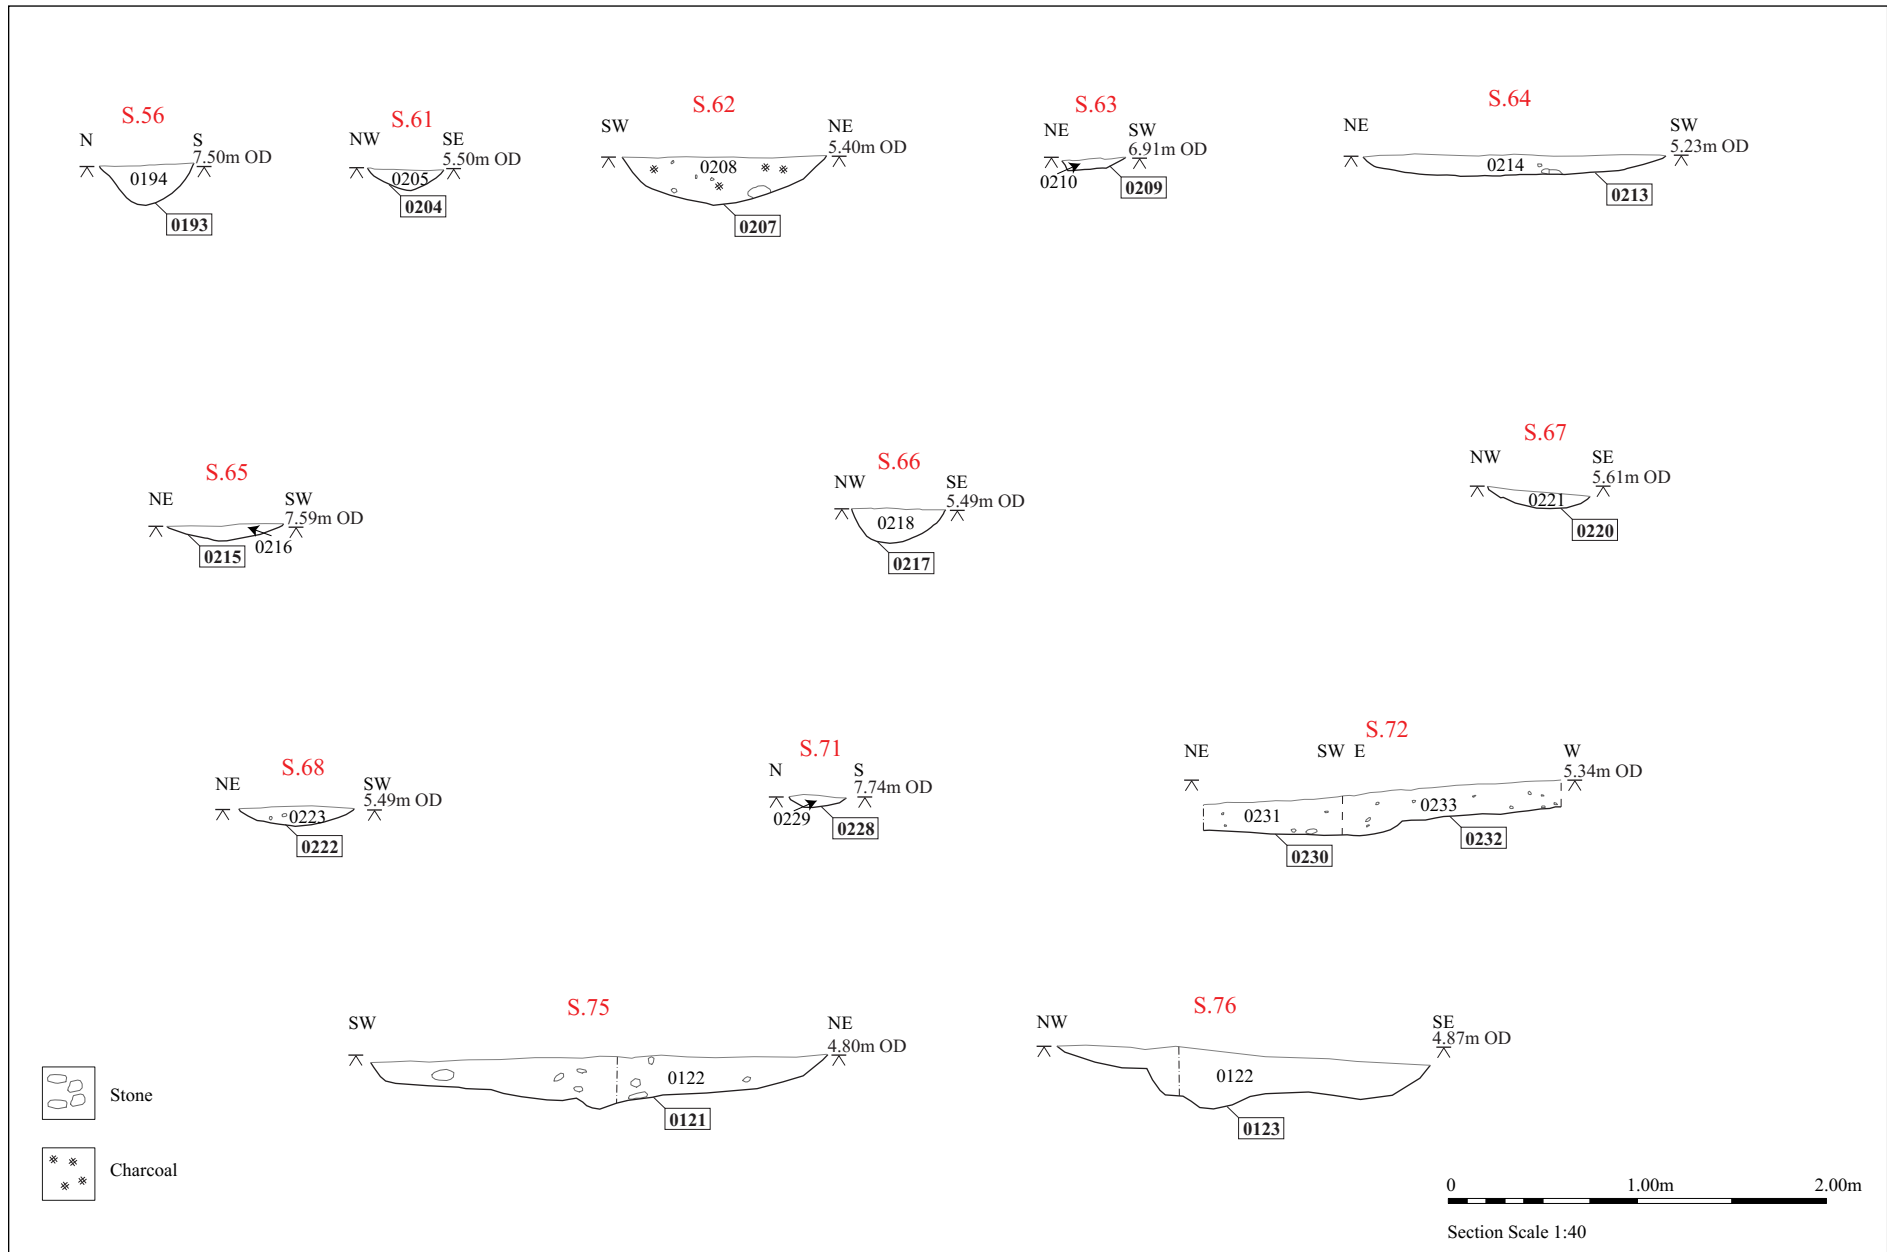 S.56
N S
7.50m OD
0194
0193
S.61
NW SE
5.50m OD
0205
0204
S.62
SW NE
5.40m OD
0208
0207
S.63
NE SW
6.91m OD
0210
0209
S.64
NE SW
5.23m OD
0214
0213
S.65
NE SW
7.59m OD
0216
0215
S.66
NW SE
5.49m OD
0218
0217
S.67
NW SE
5.61m OD
0221
0220
S.68
NE SW
5.49m OD
0223
0222
S.71
N S
7.74m OD
0229
0228
S.72
NE SW E W
5.34m OD
0231 0233
0230 0232
S.75
SW NE
4.80m OD
0122
0121
S.76
NW SE
4.87m OD
0122
0123
Stone
Charcoal
0 1.00m 2.00m
Section Scale 1:40